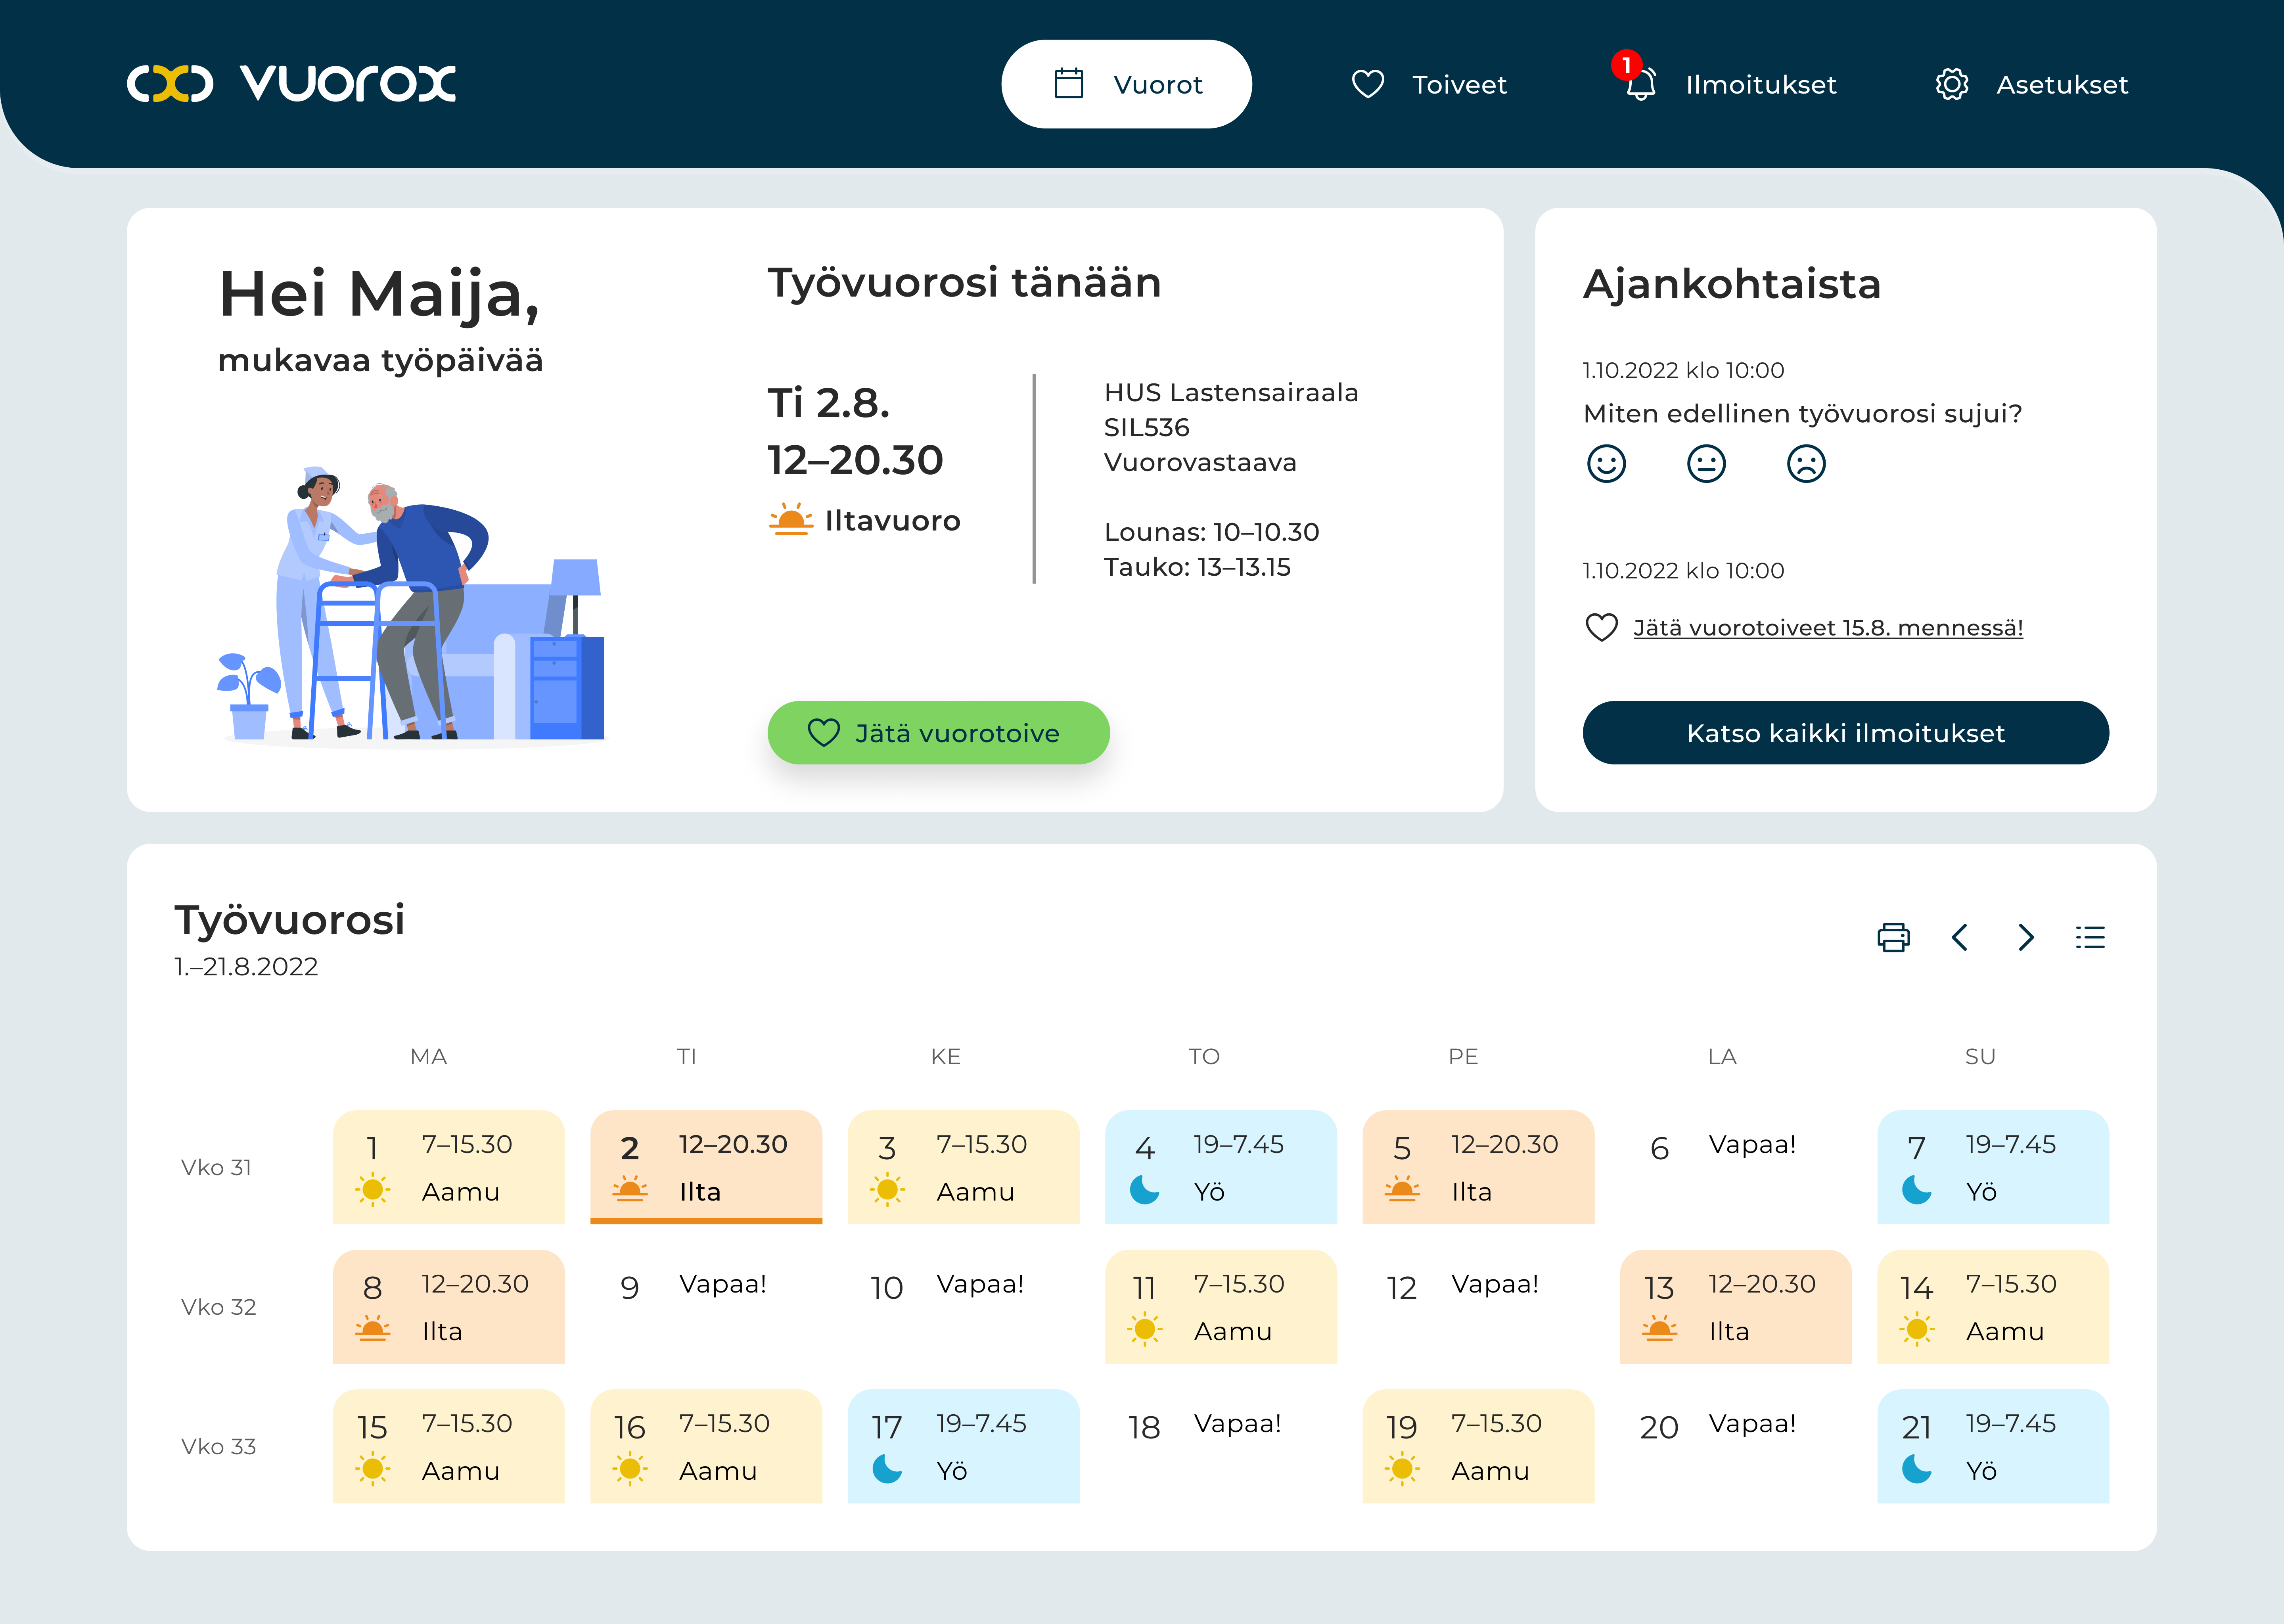 vuorox
Vuorot
Toiveet
1
Ilmoitukset
Asetukset
Hei Maija,
mukavaa työpäivää
Työvuorosi tänään
Ti 2.8.
12–20.30
Iltavuoro
HUS Lastensairaala
SIL536
Vuorovastaava
Lounas: 10–10.30
Tauko: 13–13.15
Jätä vuorotoive
Ajankohtaista
1.10.2022 klo 10:00
Miten edellinen työvuorosi sujui?
1.10.2022 klo 10:00
Jätä vuorotoiveet 15.8. mennessä!
Katso kaikki ilmoitukset
Työvuorosi
1.–21.8.2022
MA TI KE TO PE LA SU
Vko 31
1 7–15.30
Aamu
2 12–20.30
Ilta
3 7–15.30
Aamu
4 19–7.45
Yö
5 12–20.30
Ilta
6 Vapaa!
7 19–7.45
Yö
Vko 32
8 12–20.30
Ilta
9 Vapaa!
10 Vapaa!
11 7–15.30
Aamu
12 Vapaa!
13 12–20.30
Ilta
14 7–15.30
Aamu
Vko 33
15 7–15.30
Aamu
16 7–15.30
Aamu
17 19–7.45
Yö
18 Vapaa!
19 7–15.30
Aamu
20 Vapaa!
21 19–7.45
Yö